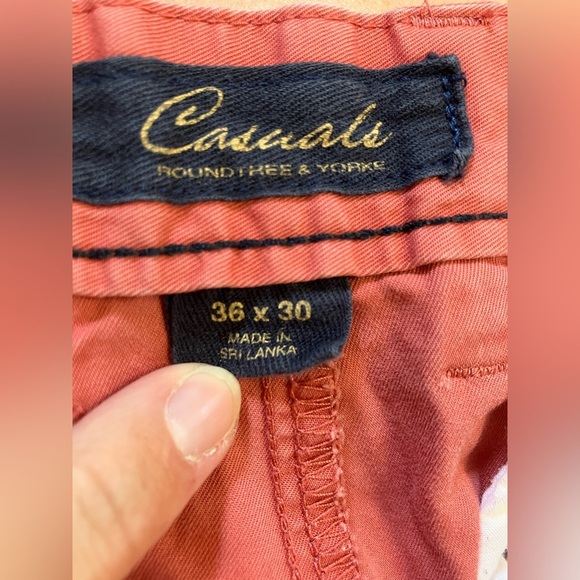 Casuals
ROUNDTREE & YORKE
36 x 30
MADE IN
SRI LANKA